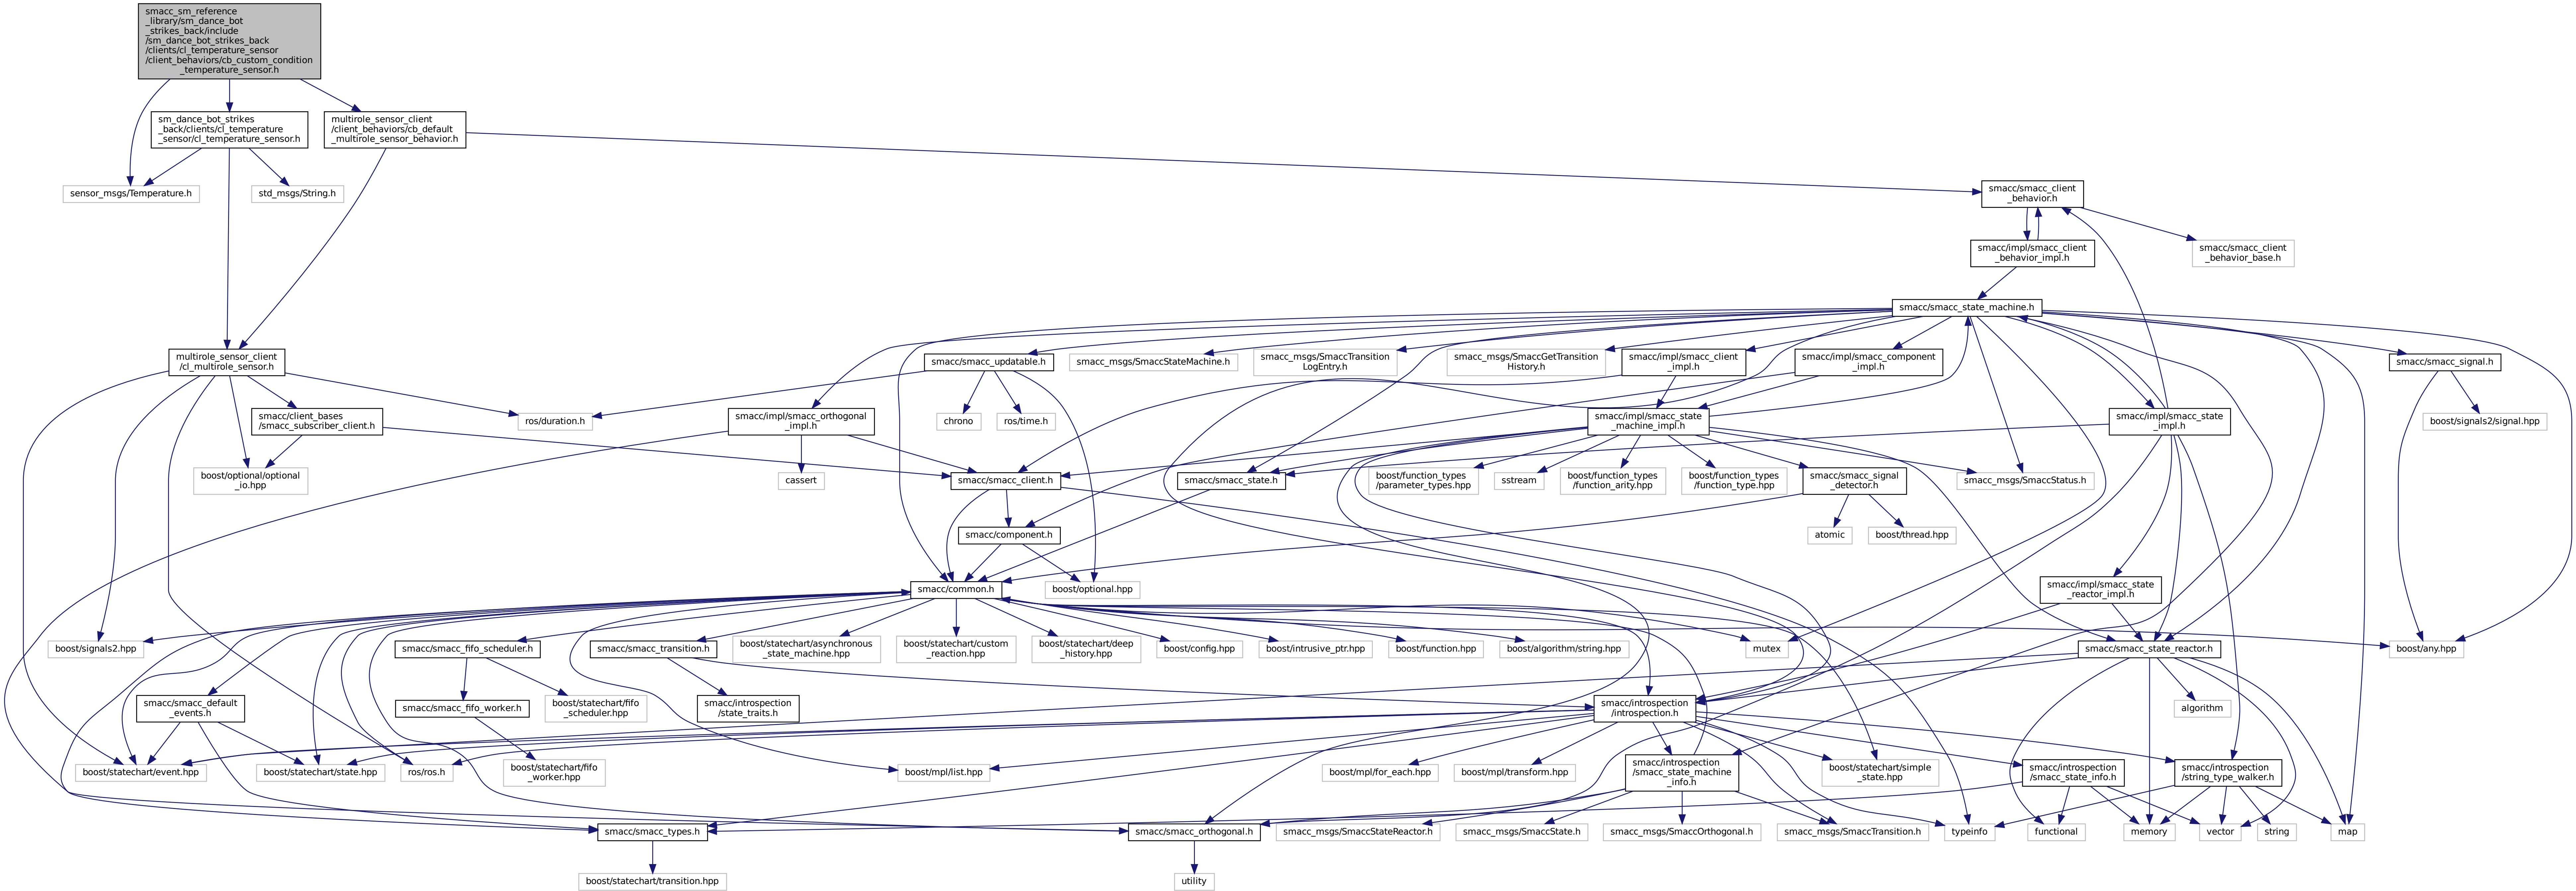 smacc_sm_reference
_library/sm_dance_bot
_strikes_back/include
/sm_dance_bot_strikes_back
/clients/cl_temperature_sensor
/client_behaviors/cb_custom_condition
_temperature_sensor.h
sm_dance_bot_strikes
_back/clients/cl_temperature
_sensor/cl_temperature_sensor.h
multirole_sensor_client
/client_behaviors/cb_default
_multirole_sensor_behavior.h
sensor_msgs/Temperature.h
std_msgs/String.h
smacc/smacc_client
_behavior.h
smacc/impl/smacc_client
_behavior_impl.h
smacc/smacc_client
_behavior_base.h
smacc/smacc_state_machine.h
multirole_sensor_client
/cl_multirole_sensor.h
smacc/smacc_updatable.h
smacc_msgs/SmaccStateMachine.h
smacc_msgs/SmaccTransition
LogEntry.h
smacc_msgs/SmaccGetTransition
History.h
smacc/impl/smacc_client
_impl.h
smacc/impl/smacc_component
_impl.h
smacc/smacc_signal.h
smacc/client_bases
/smacc_subscriber_client.h
ros/duration.h
smacc/impl/smacc_orthogonal
_impl.h
chrono
ros/time.h
smacc/impl/smacc_state
_machine_impl.h
smacc/impl/smacc_state
_impl.h
boost/signals2/signal.hpp
boost/optional/optional
_io.hpp
cassert
smacc/smacc_client.h
smacc/smacc_state.h
boost/function_types
/parameter_types.hpp
sstream
boost/function_types
/function_arity.hpp
boost/function_types
/function_type.hpp
smacc/smacc_signal
_detector.h
smacc_msgs/SmaccStatus.h
smacc/component.h
atomic
boost/thread.hpp
smacc/common.h
boost/optional.hpp
smacc/impl/smacc_state
_reactor_impl.h
boost/signals2.hpp
smacc/smacc_fifo_scheduler.h
smacc/smacc_transition.h
boost/statechart/asynchronous
_state_machine.hpp
boost/statechart/custom
_reaction.hpp
boost/statechart/deep
_history.hpp
boost/config.hpp
boost/intrusive_ptr.hpp
boost/function.hpp
boost/algorithm/string.hpp
mutex
smacc/smacc_state_reactor.h
boost/any.hpp
smacc/smacc_default
_events.h
smacc/smacc_fifo_worker.h
boost/statechart/fifo
_scheduler.hpp
smacc/introspection
/state_traits.h
smacc/introspection
/introspection.h
algorithm
boost/statechart/event.hpp
boost/statechart/state.hpp
ros/ros.h
boost/statechart/fifo
_worker.hpp
boost/mpl/list.hpp
boost/mpl/for_each.hpp
boost/mpl/transform.hpp
smacc/introspection
/smacc_state_machine
_info.h
boost/statechart/simple
_state.hpp
smacc/introspection
/smacc_state_info.h
smacc/introspection
/string_type_walker.h
smacc/smacc_types.h
smacc/smacc_orthogonal.h
smacc_msgs/SmaccStateReactor.h
smacc_msgs/SmaccState.h
smacc_msgs/SmaccOrthogonal.h
smacc_msgs/SmaccTransition.h
typeinfo
functional
memory
vector
string
map
boost/statechart/transition.hpp
utility